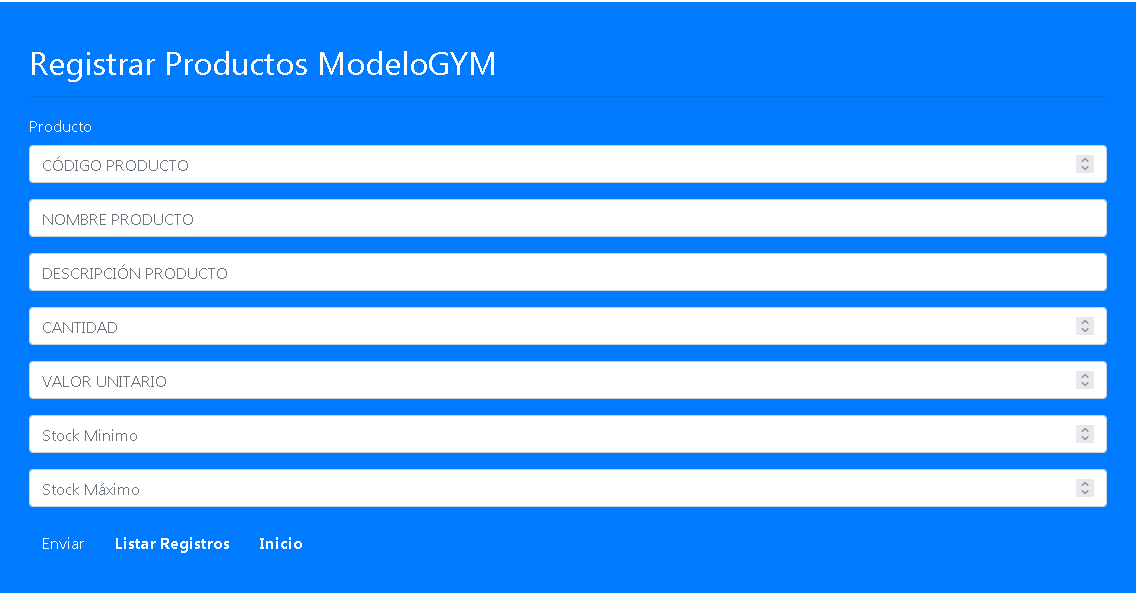 Registrar Productos ModeloGYM
Producto
CÓDIGO PRODUCTO
NOMBRE PRODUCTO
DESCRIPCIÓN PRODUCTO
CANTIDAD
VALOR UNITARIO
Stock Minimo
Stock Máximo
Enviar Listar Registros Inicio